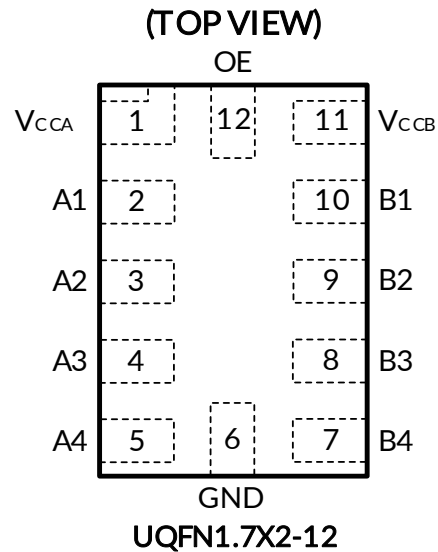 (TOP VIEW)
OE
VCCA 1 12 11 VCCB
A1 2 10 B1
A2 3 9 B2
A3 4 8 B3
A4 5 6 7 B4
GND
UQFN1.7X2-12